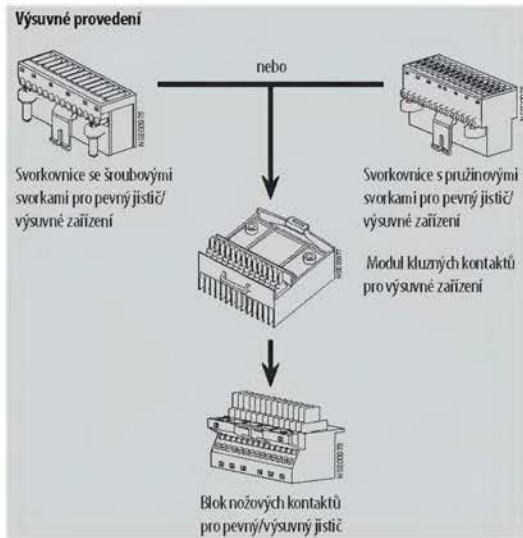 Výsuvné provedení
nebo
Svorkovnice se šroubovými
svorkami pro pevný jistič/
výsuvné zařízení
Svorkovnice s pružinovými
svorkami pro pevný jistič/
výsuvné zařízení
Modul kluzných kontaktů
pro výsuvné zařízení
Blok nožových kontaktů
pro pevný/výsuvný jistič